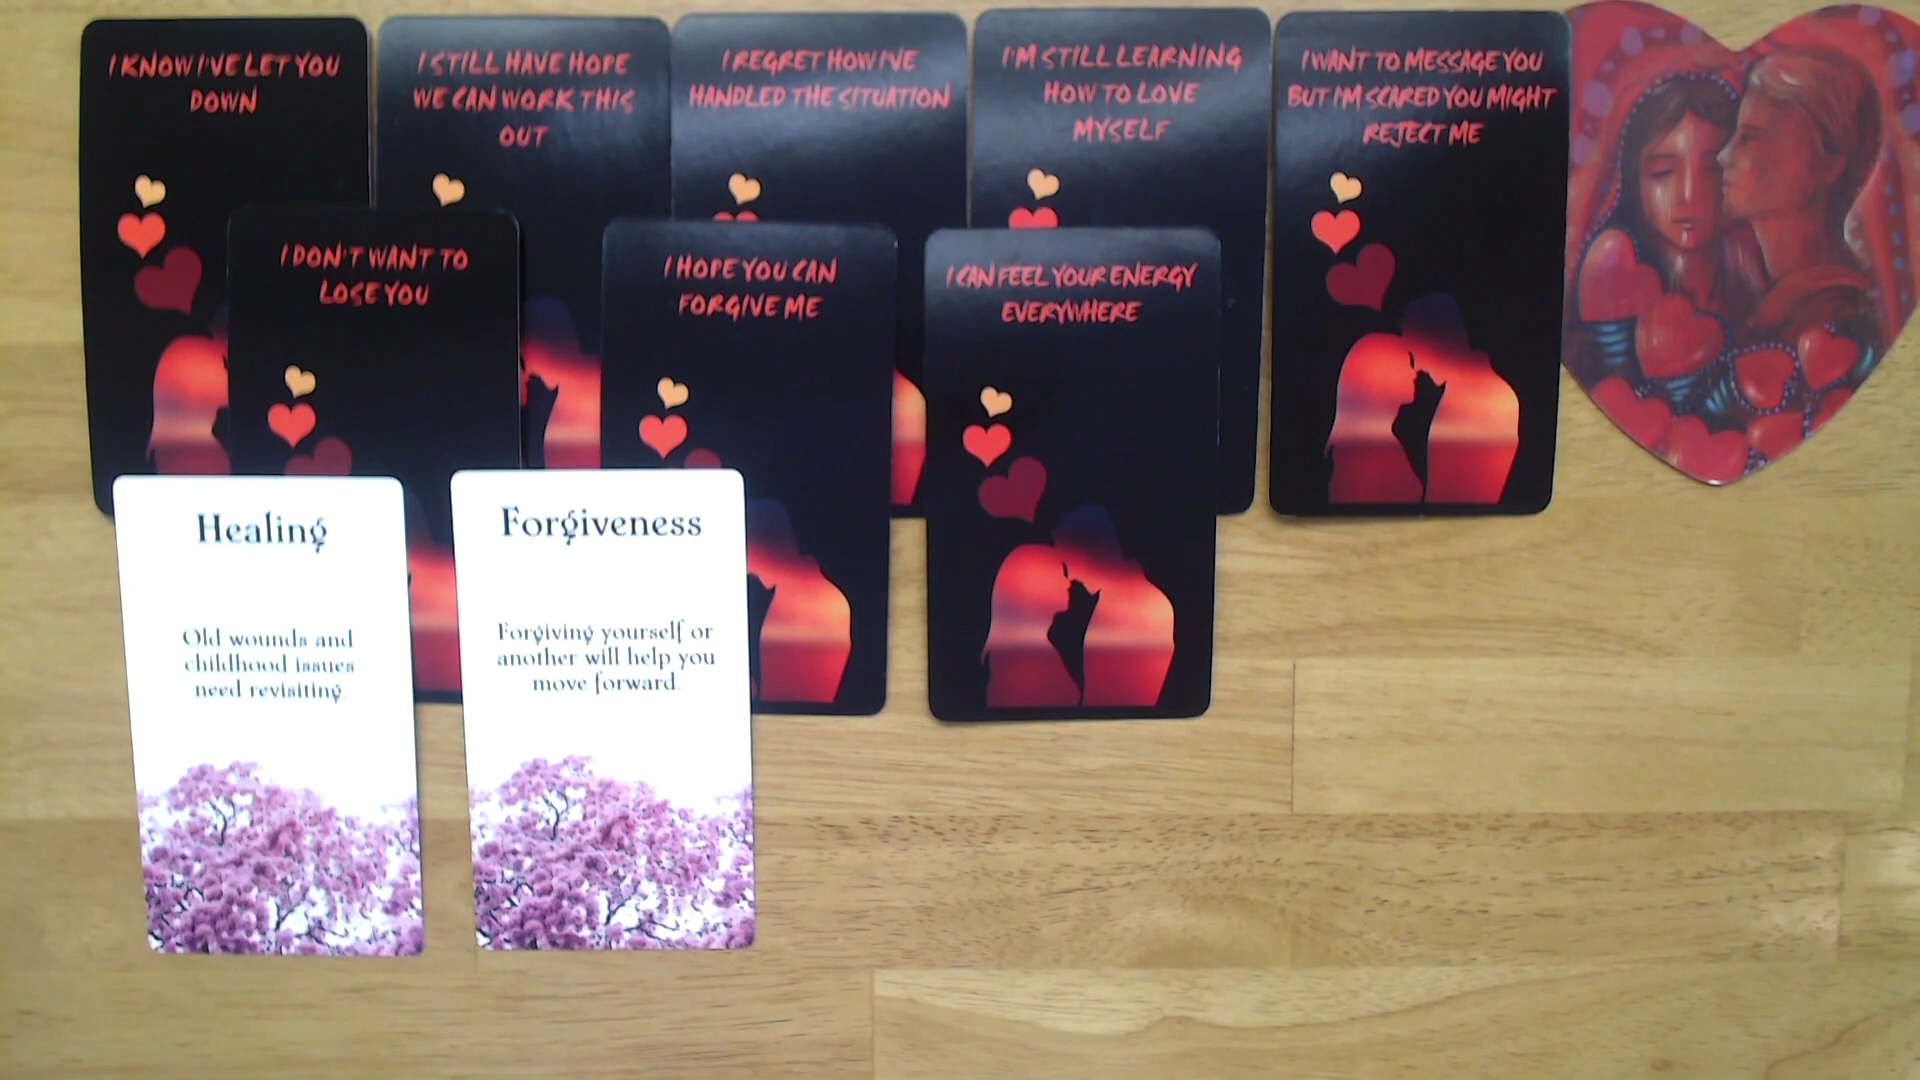 I KNOW I'VE LET YOU
DOWN
I STILL HAVE HOPE
WE CAN WORK THIS
OUT
I REGRET HOW I'VE
HANDLED THE SITUATION
I'M STILL LEARNING
HOW TO LOVE
MYSELF
I WANT TO MESSAGE YOU
BUT I'M SCARED YOU MIGHT
REJECT ME
I DON'T WANT TO
LOSE YOU
I HOPE YOU CAN
FORGIVE ME
I CAN FEEL YOUR ENERGY
EVERYWHERE
Healing
Old wounds and
childhood issues
need revisiting.
Forgiveness
Forgiving yourself or
another will help you
move forward.